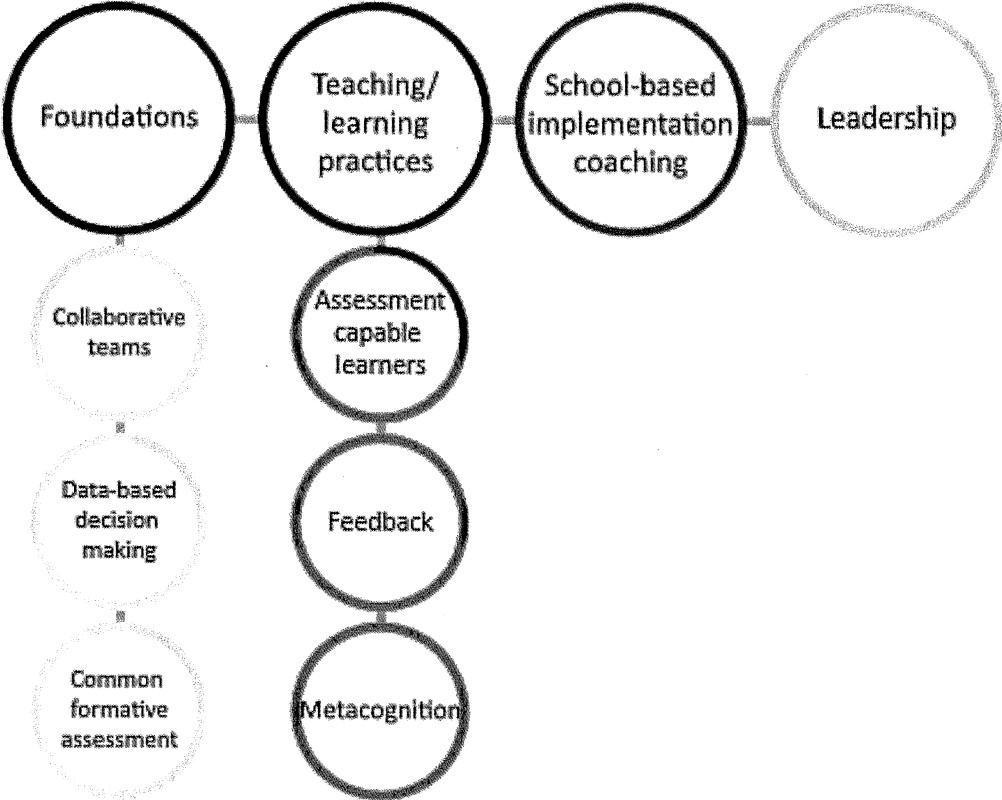 Foundations
Teaching/
learning
practices
School-based
implementation
coaching
Leadership
Collaborative
teams
Data-based
decision
making
Common
formative
assessment
Assessment
capable
learners
Feedback
Metacognition